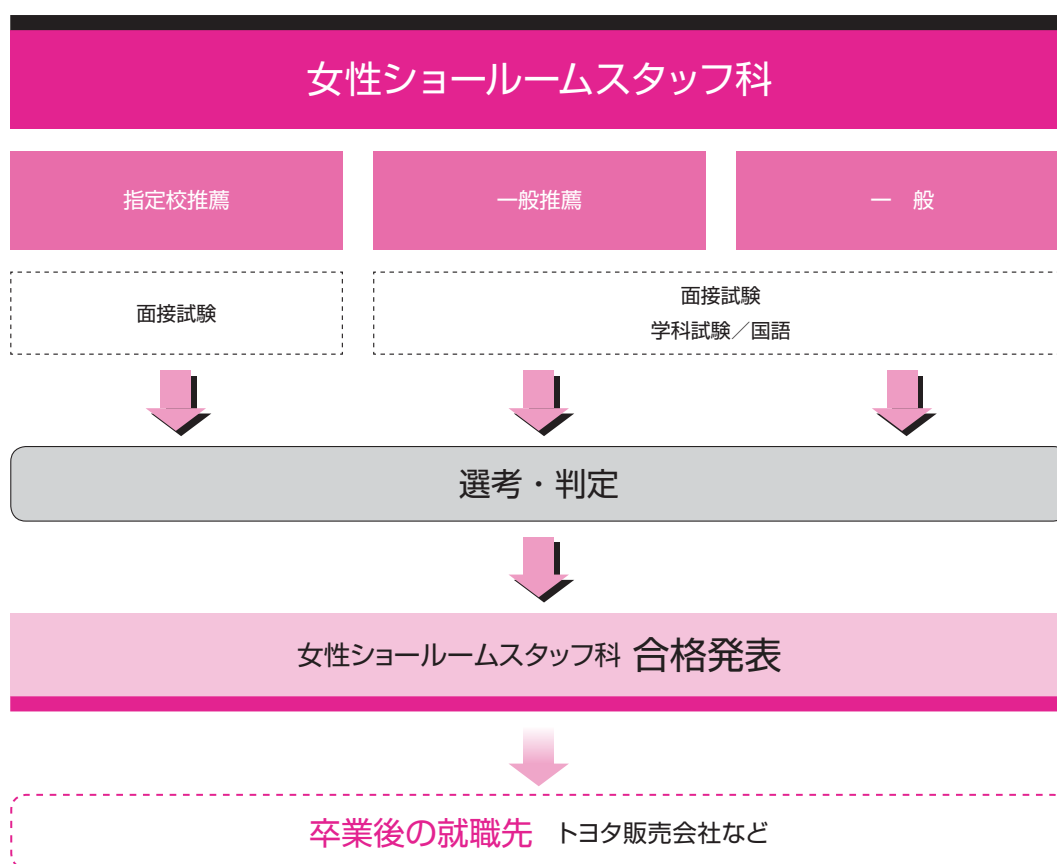 女性ショールームスタッフ科
指定校推薦
一般推薦
一　般
面接試験
面接試験
学科試験／国語
選考・判定
女性ショールームスタッフ科 合格発表
卒業後の就職先 トヨタ販売会社など